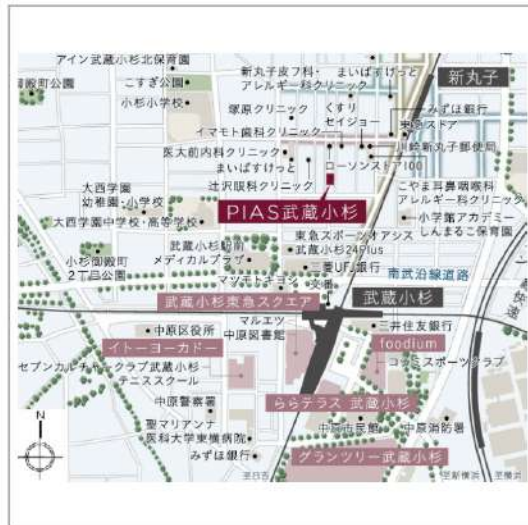 アイン武蔵小杉北保育園
御殿町公園
こすぎ公園
小杉小学校
新丸子皮フ科・
アレルギー科クリニック
まいばすけっと
新丸子
塚原クリニック
くすり
セイジョー
みずほ銀行
東急ストア
イマモト歯科クリニック
川崎新丸子郵便局
医大前内科クリニック
まいばすけっと
ローソンストア100
辻沢眼科クリニック
PIAS武蔵小杉
こやま耳鼻咽喉科
アレルギー科クリニック
小学館アカデミー
しんまるこ保育園
大西学園
幼稚園・小学校
大西学園中学校・高等学校
東急スポーツオアシス
武蔵小杉24Plus
武蔵小杉駅前
メディカルプラザ
小杉御殿町
2丁目公園
三菱UFJ銀行
南武沿線道路
マツモトキヨシ
交番
武蔵小杉東急スクエア
武蔵小杉
マルエツ
中原図書館
中原区役所
三井住友銀行
イトーヨーカドー
foodium
コナミスポーツクラブ
セブンカルチャークラブ武蔵小杉
テニススクール
ららテラス 武蔵小杉
中原警察署
聖マリアンナ
医科大学東横病院
中原市民館
中原消防署
みずほ銀行
グランツリー武蔵小杉
至日吉
至新横浜
至横浜
N